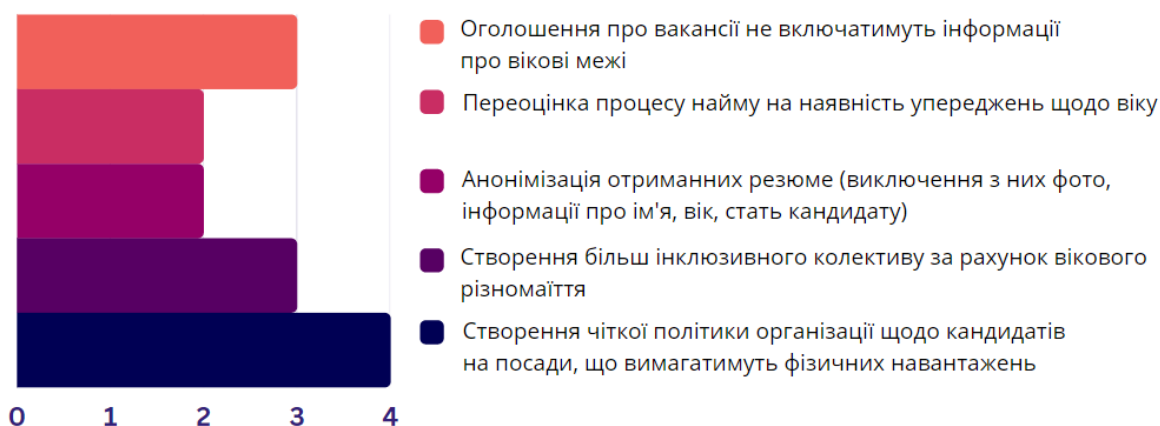 Оголошення про вакансії не включатимуть інформації
про вікові межі
Переоцінка процесу найму на наявність упереджень щодо віку
Анонімізація отриманних резюме (виключення з них фото,
інформації про ім'я, вік, стать кандидату)
Створення більш інклюзивного колективу за рахунок вікового
різномаїття
Створення чіткої політики організації щодо кандидатів
на посади, що вимагатимуть фізичних навантажень
0 1 2 3 4